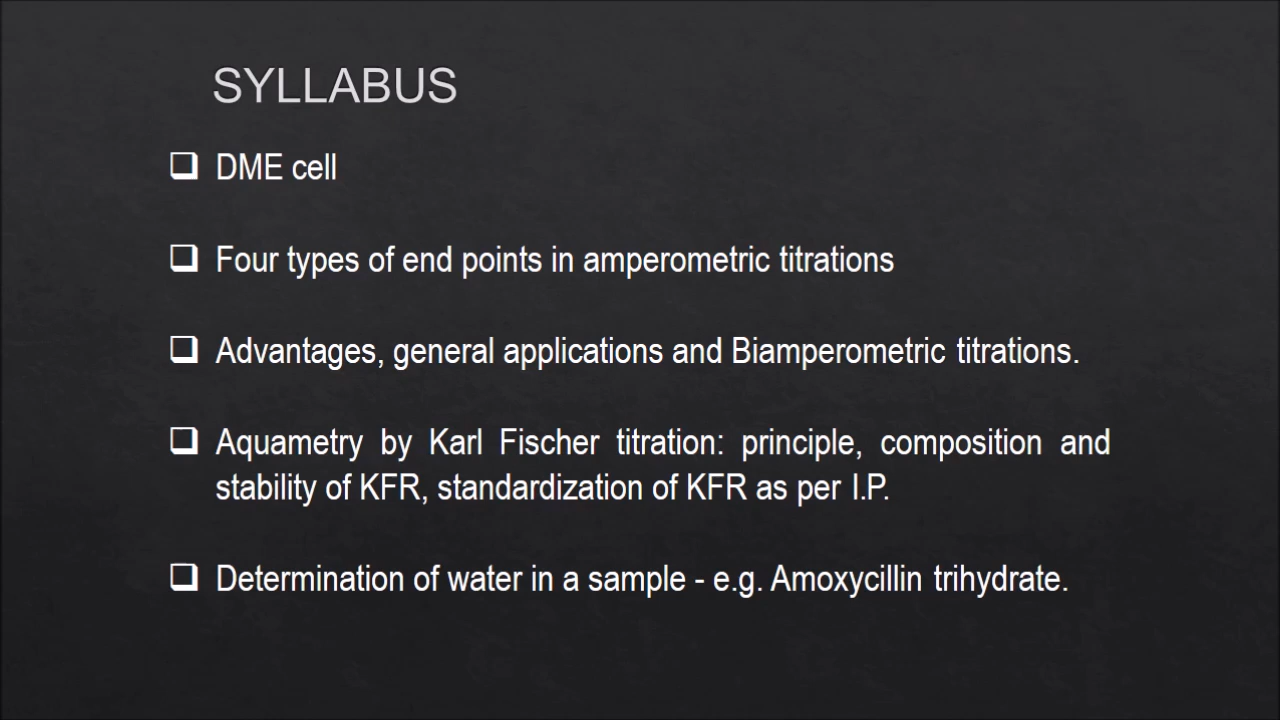 SYLLABUS
❑ DME cell
❑ Four types of end points in amperometric titrations
❑ Advantages, general applications and Biamperometric titrations.
❑ Aquametry by Karl Fischer titration: principle, composition and
stability of KFR, standardization of KFR as per I.P.
❑ Determination of water in a sample - e.g. Amoxycillin trihydrate.